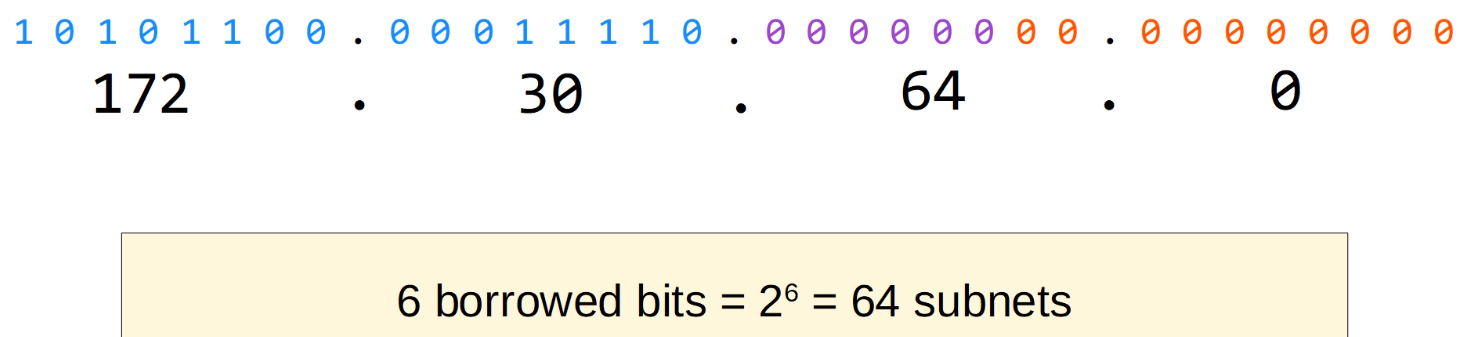 1 0 1 0 1 1 0 0 . 0 0 0 1 1 1 1 0 . 0 0 0 0 0 0 0 0 . 0 0 0 0 0 0 0 0
172 . 30 . 64 . 0
6 borrowed bits = 2⁶ = 64 subnets